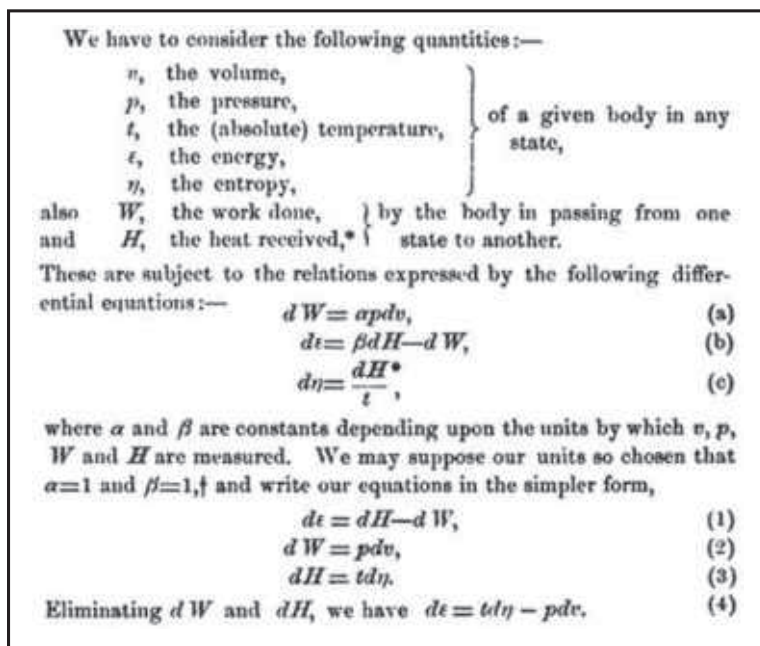 We have to consider the following quantities:—
v, the volume,
p, the pressure,
t, the (absolute) temperature,
ε, the energy,
η, the entropy,
} of a given body in any
state,
also W, the work done, } by the body in passing from one
and H, the heat received,* { state to another.
These are subject to the relations expressed by the following differ-
ential equations:—
d W = αpdv, (a)
dε = βdH—d W, (b)
dη = dH*/t, (c)
where α and β are constants depending upon the units by which v, p,
W and H are measured. We may suppose our units so chosen that
α=1 and β=1,† and write our equations in the simpler form,
dε = dH—d W, (1)
d W = pdv, (2)
dH = tdη. (3)
Eliminating d W and dH, we have dε = tdη − pdv. (4)